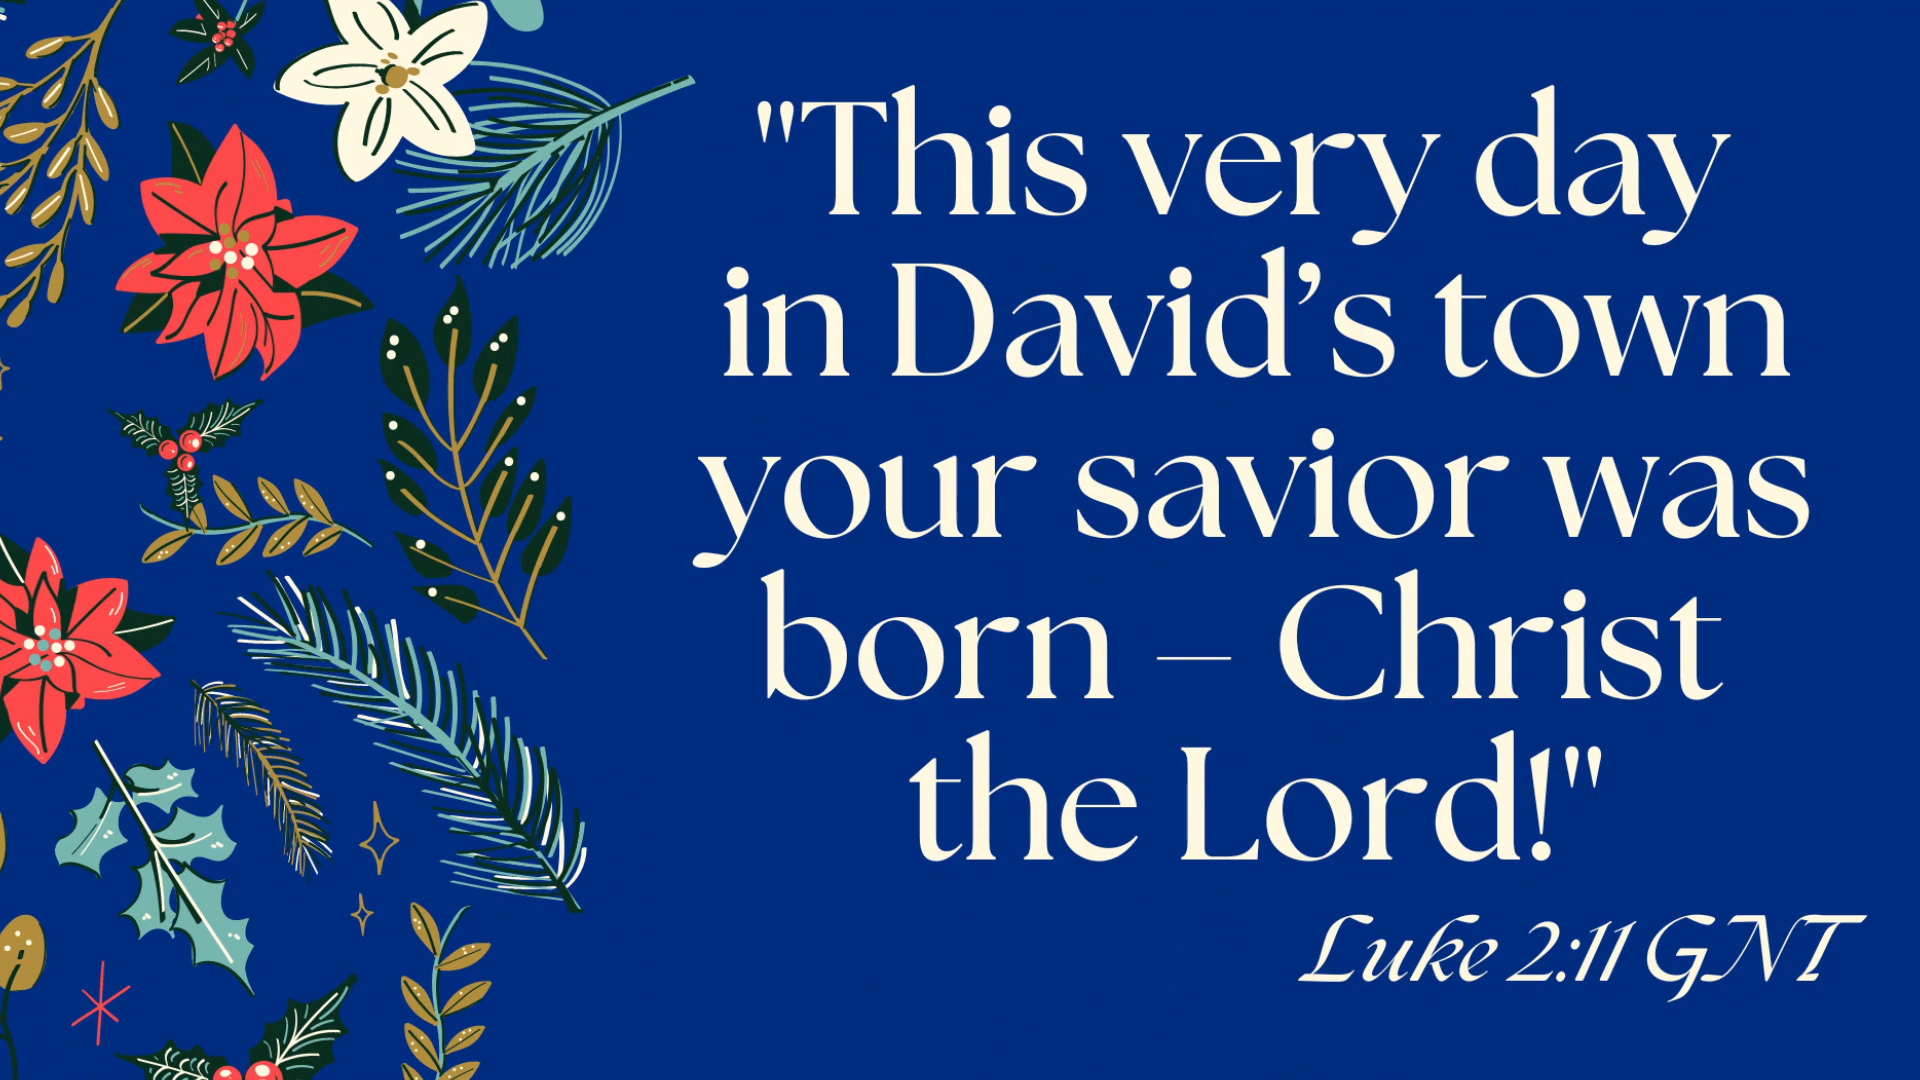 "This very day
in David’s town
your savior was
born – Christ
the Lord!"
Luke 2:11 GNT